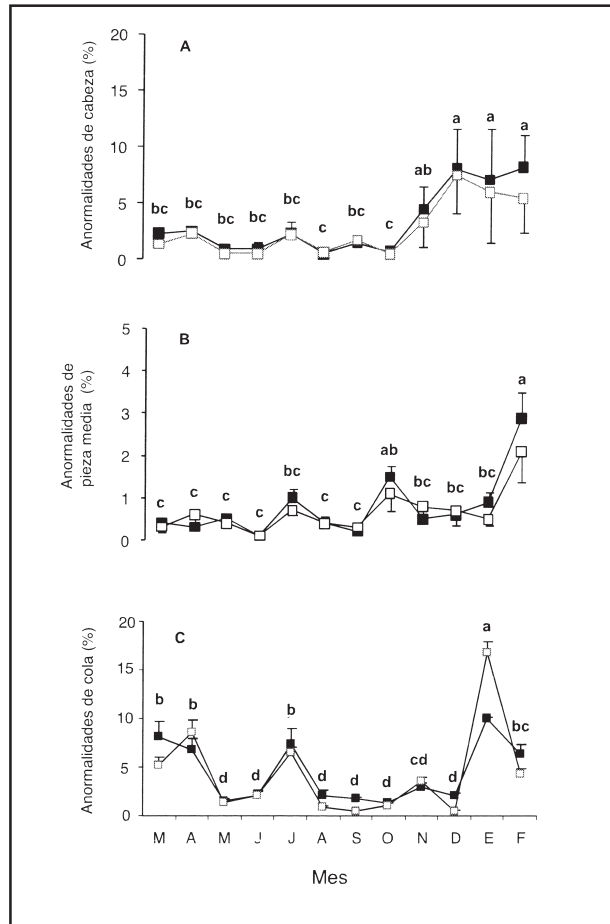 A
Anormalidades de cabeza (%)
20
15
10
5
0
bc
bc
bc
bc
bc
c
bc
c
ab
a
a
a
B
Anormalidades de
pieza media (%)
5
4
3
2
1
0
c
c
c
c
bc
c
c
ab
bc
bc
bc
a
C
Anormalidades de cola (%)
20
15
10
5
0
b
b
d
d
b
d
d
d
cd
d
a
bc
M A M J J A S O N D E F
Mes